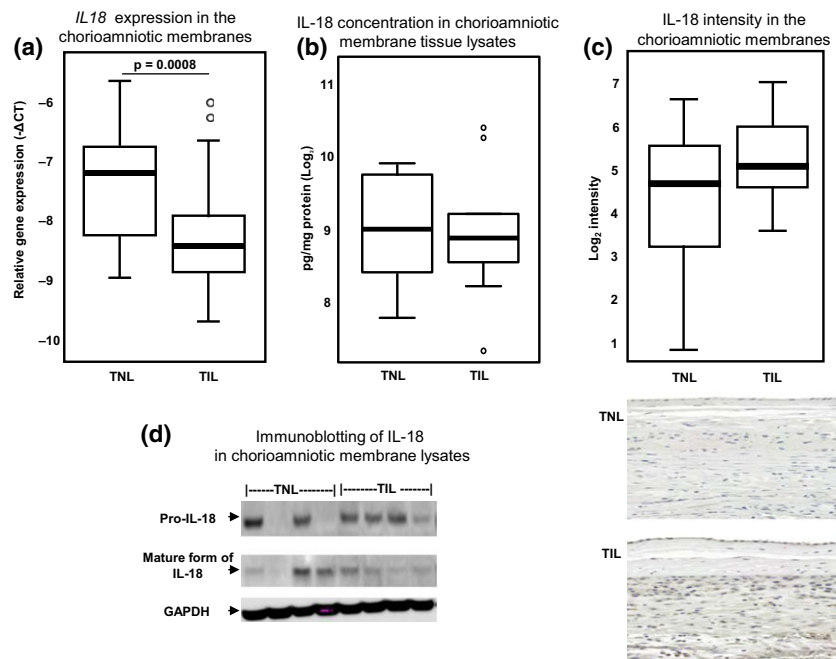 IL18 expression in the
chorioamniotic membranes
(a)
p = 0.0008
Relative gene expression (-ΔCT)
–6
–7
–8
–9
–10
TNL
TIL
IL-18 concentration in chorioamniotic
membrane tissue lysates
(b)
pg/mg protein (Log₂)
11
10
9
8
TNL
TIL
IL-18 intensity in the
chorioamniotic membranes
(c)
Log₂ intensity
7
6
5
4
3
2
1
TNL
TIL
TNL
TIL
(d)
Immunoblotting of IL-18
in chorioamniotic membrane lysates
|------TNL--------|--------TIL -------|
Pro-IL-18
Mature form of
IL-18
GAPDH